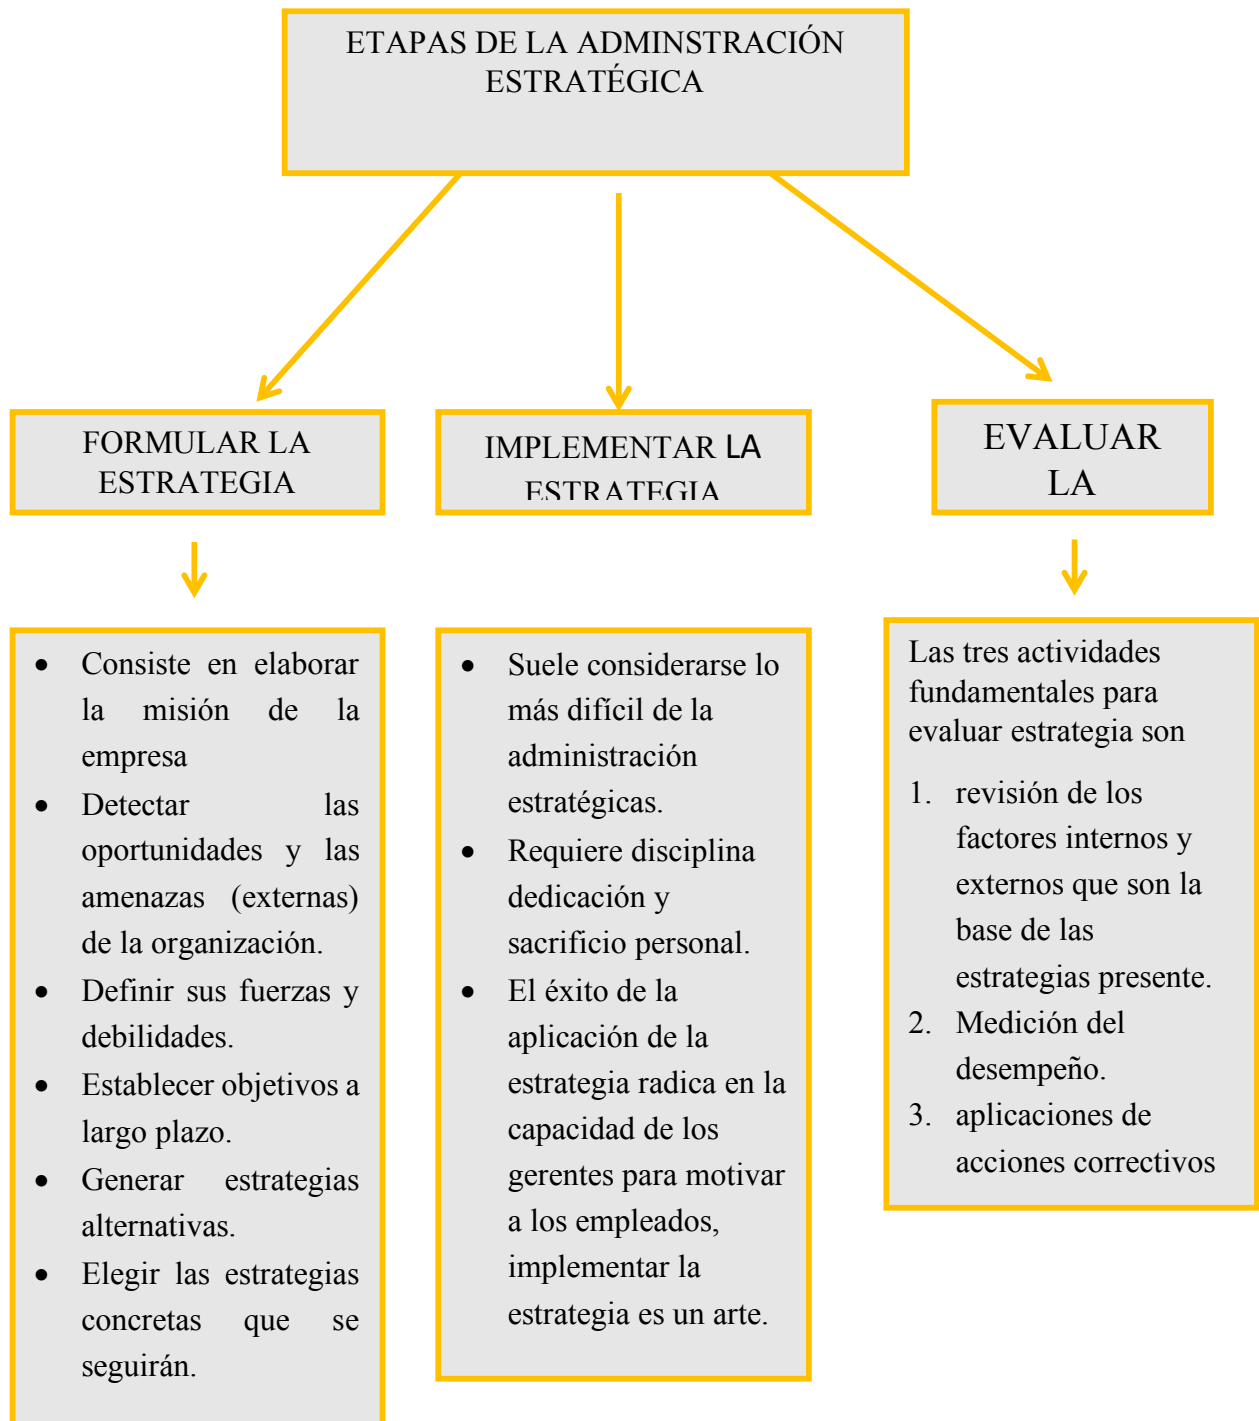 ETAPAS DE LA ADMINSTRACIÓN
ESTRATÉGICA
FORMULAR LA
ESTRATEGIA
IMPLEMENTAR LA
ESTRATEGIA
EVALUAR
LA
• Consiste en elaborar
la misión de la
empresa
• Detectar las
oportunidades y las
amenazas (externas)
de la organización.
• Definir sus fuerzas y
debilidades.
• Establecer objetivos a
largo plazo.
• Generar estrategias
alternativas.
• Elegir las estrategias
concretas que se
seguirán.
• Suele considerarse lo
más difícil de la
administración
estratégicas.
• Requiere disciplina
dedicación y
sacrificio personal.
• El éxito de la
aplicación de la
estrategia radica en la
capacidad de los
gerentes para motivar
a los empleados,
implementar la
estrategia es un arte.
Las tres actividades
fundamentales para
evaluar estrategia son
1. revisión de los
factores internos y
externos que son la
base de las
estrategias presente.
2. Medición del
desempeño.
3. aplicaciones de
acciones correctivos